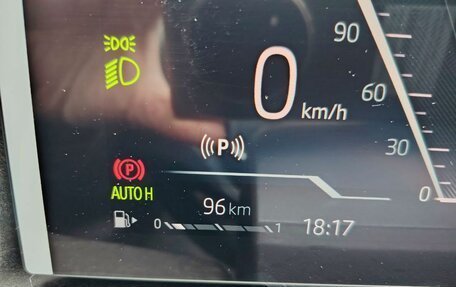 90
0
km/h
60
((( P )))
30
(P)
AUTO H
96 km
0
0 1
18:17